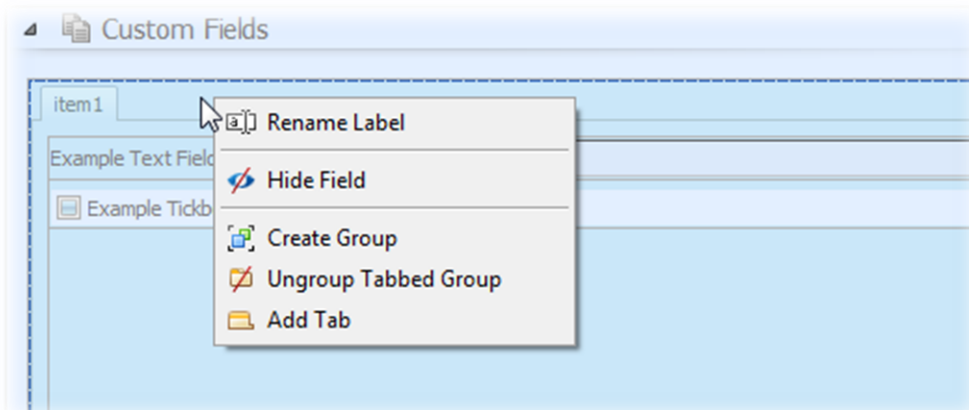 Custom Fields
item1
Rename Label
Example Text Field
Hide Field
Example Tickb
Create Group
Ungroup Tabbed Group
Add Tab